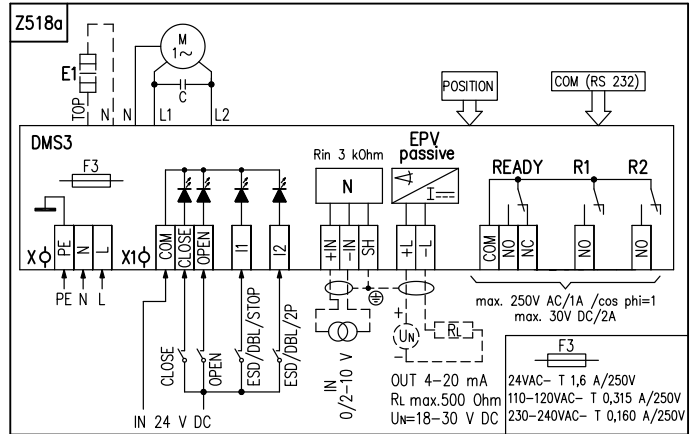 Z518a
E1
TOP
N
N
M
1~
C
L1
L2
POSITION
COM (RS 232)
DMS3
F3
Rin 3 kOhm
N
EPV
passive
I
READY
R1
R2
X
PE
N
L
X1
COM
CLOSE
OPEN
I1
I2
+IN
-IN
SH
+L
-L
COM
NO
NC
NO
NO
PE N L
CLOSE
OPEN
ESD/DBL/STOP
ESD/DBL/2P
IN 24 V DC
IN
0/2-10 V
+
UN
-
RL
OUT 4-20 mA
RL max.500 Ohm
UN=18-30 V DC
max. 250V AC/1A /cos phi=1
max. 30V DC/2A
F3
24VAC- T 1,6 A/250V
110-120VAC- T 0,315 A/250V
230-240VAC- T 0,160 A/250V